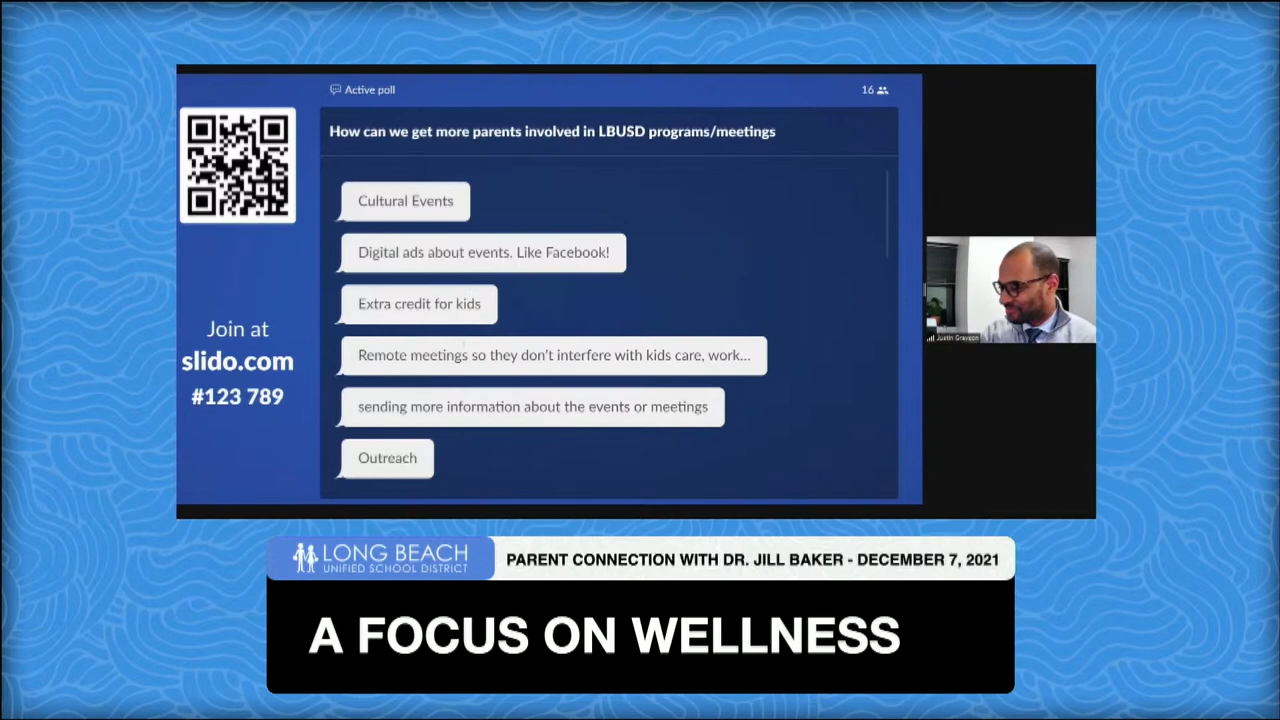 Active poll
16
How can we get more parents involved in LBUSD programs/meetings
Cultural Events
Digital ads about events. Like Facebook!
Extra credit for kids
Remote meetings so they don't interfere with kids care, work...
sending more information about the events or meetings
Outreach
Join at
slido.com
#123 789
Justin Grayson
LONG BEACH
UNIFIED SCHOOL DISTRICT
PARENT CONNECTION WITH DR. JILL BAKER - DECEMBER 7, 2021
A FOCUS ON WELLNESS